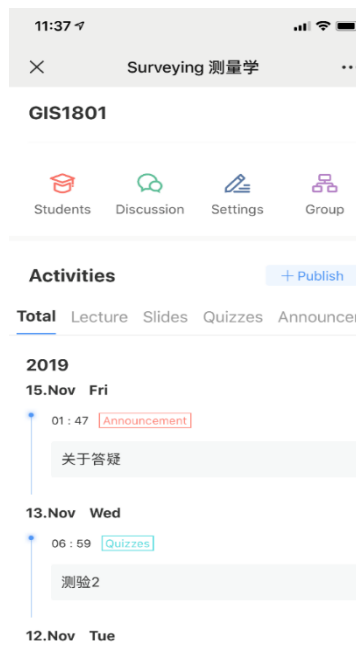 11:37
Surveying 测量学
GIS1801
Students Discussion Settings Group
Activities + Publish
Total Lecture Slides Quizzes Announcer
2019
15.Nov Fri
01 : 47 Announcement
关于答疑
13.Nov Wed
06 : 59 Quizzes
测验2
12.Nov Tue